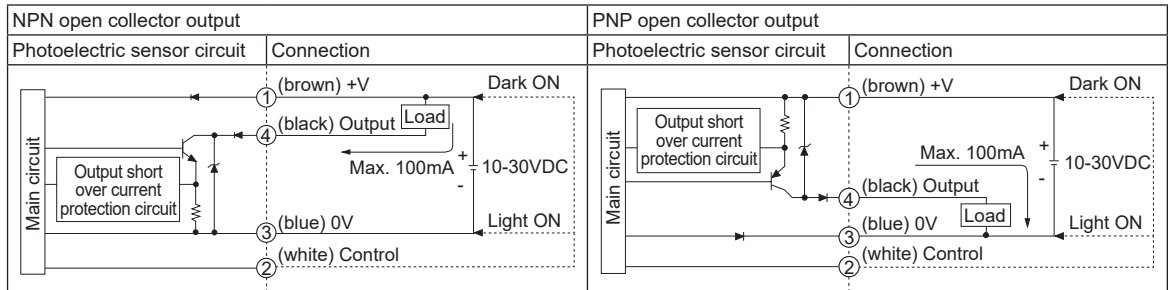 NPN open collector output
Photoelectric sensor circuit
Connection
Main circuit
Output short
over current
protection circuit
1
(brown) +V
Dark ON
Load
4
(black) Output
Max. 100mA
+
10-30VDC
-
3
(blue) 0V
Light ON
2
(white) Control
PNP open collector output
Photoelectric sensor circuit
Connection
Main circuit
Output short
over current
protection circuit
1
(brown) +V
Dark ON
Max. 100mA
+
10-30VDC
-
4
(black) Output
Load
3
(blue) 0V
Light ON
2
(white) Control